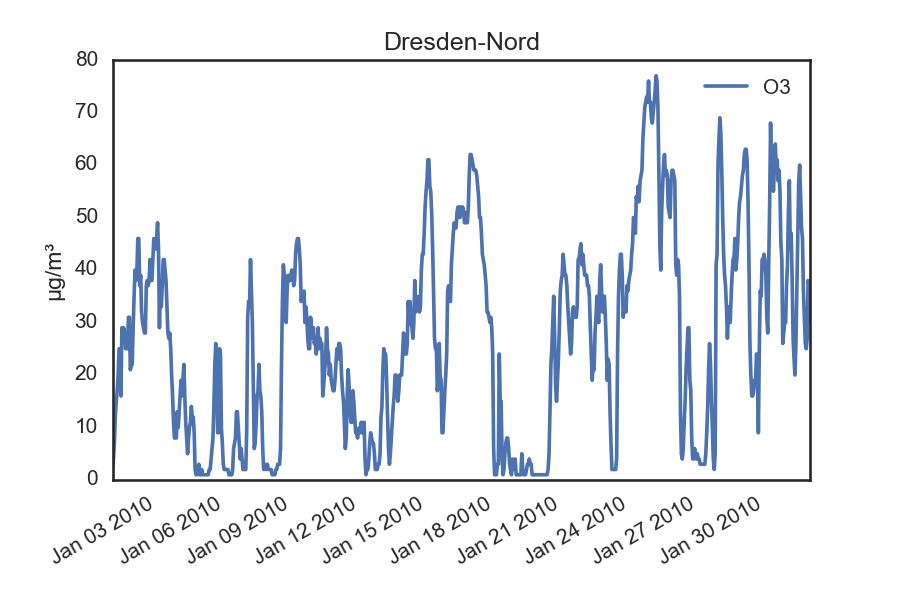 Dresden-Nord
80
70
60
50
40
30
20
10
0
µg/m³
O3
Jan 03 2010
Jan 06 2010
Jan 09 2010
Jan 12 2010
Jan 15 2010
Jan 18 2010
Jan 21 2010
Jan 24 2010
Jan 27 2010
Jan 30 2010